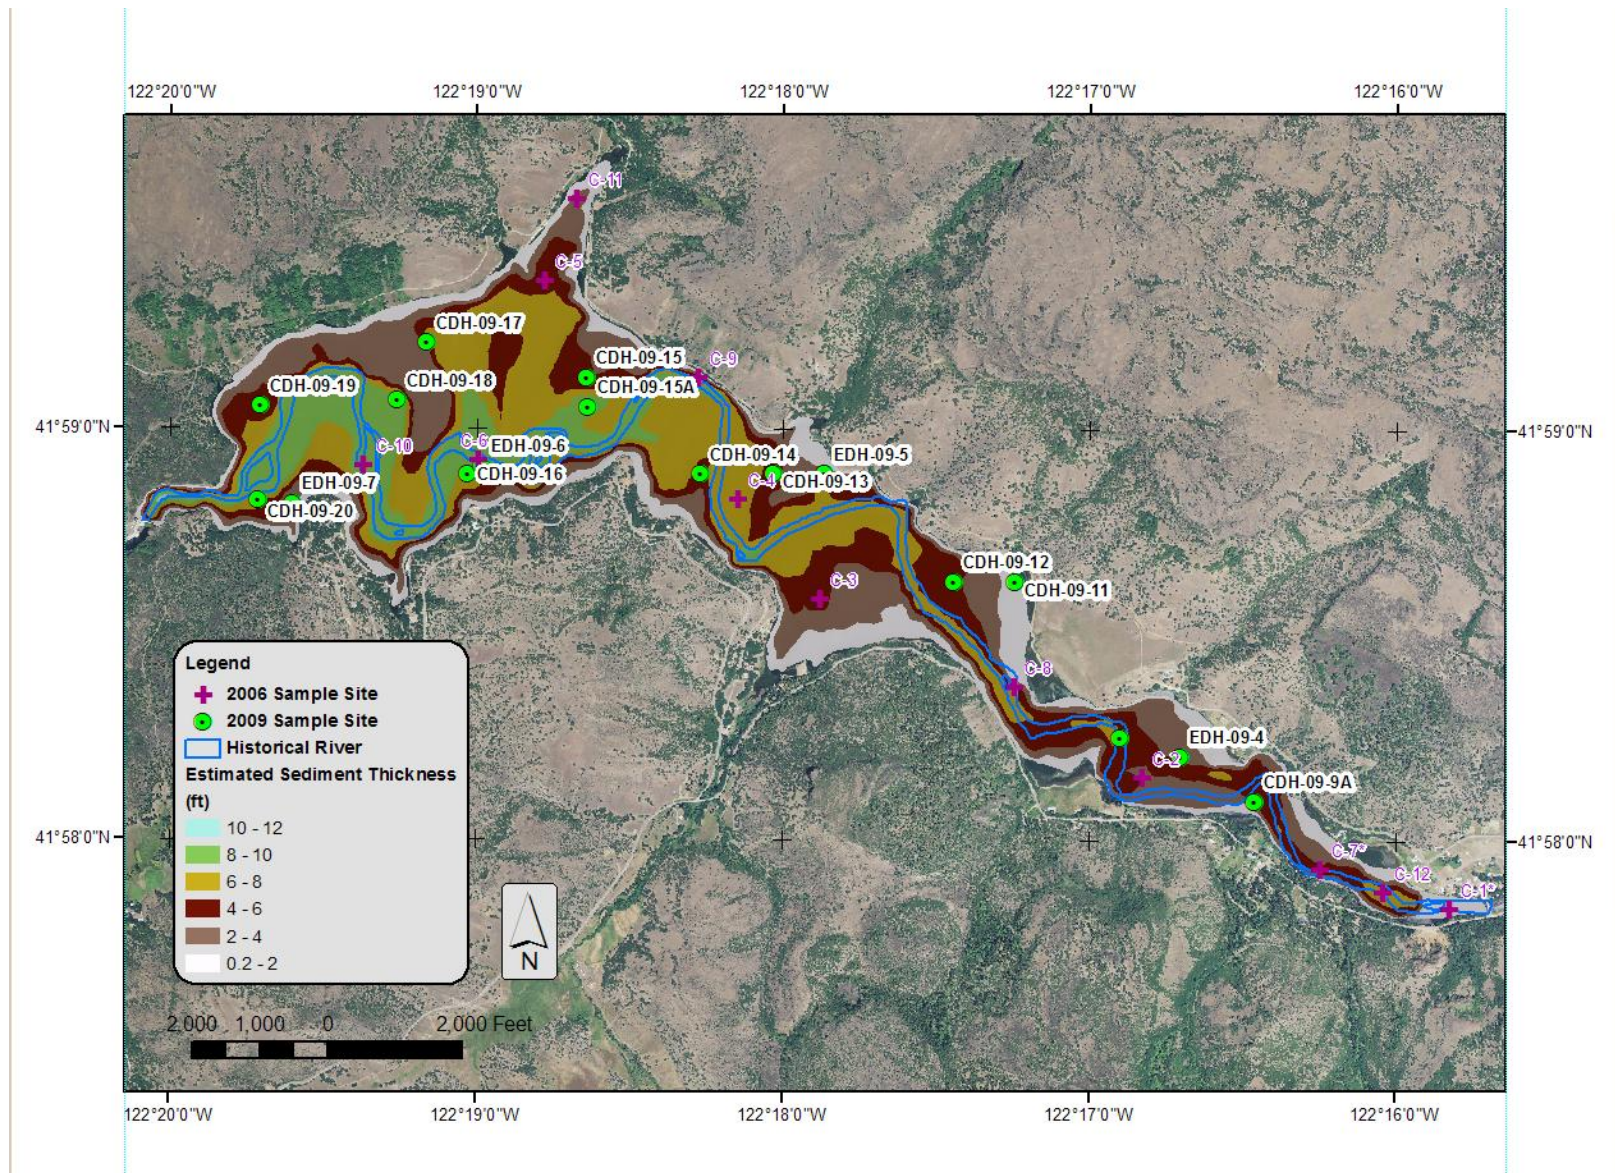 122°20'0"W 122°19'0"W 122°18'0"W 122°17'0"W 122°16'0"W
C-11
C-5
CDH-09-17
CDH-09-15
C-9
CDH-09-19
CDH-09-18
CDH-09-15A
41°59'0"N
41°59'0"N
C-10
C-6
EDH-09-6
CDH-09-14
EDH-09-5
EDH-09-7
CDH-09-16
C-4
CDH-09-13
CDH-09-20
CDH-09-12
C-3
CDH-09-11
C-8
EDH-09-4
C-2
CDH-09-9A
41°58'0"N
41°58'0"N
C-7*
C-12
C-1*
Legend
2006 Sample Site
2009 Sample Site
Historical River
Estimated Sediment Thickness
(ft)
10 - 12
8 - 10
6 - 8
4 - 6
2 - 4
0.2 - 2
N
2,000 1,000 0 2,000 Feet
122°20'0"W 122°19'0"W 122°18'0"W 122°17'0"W 122°16'0"W